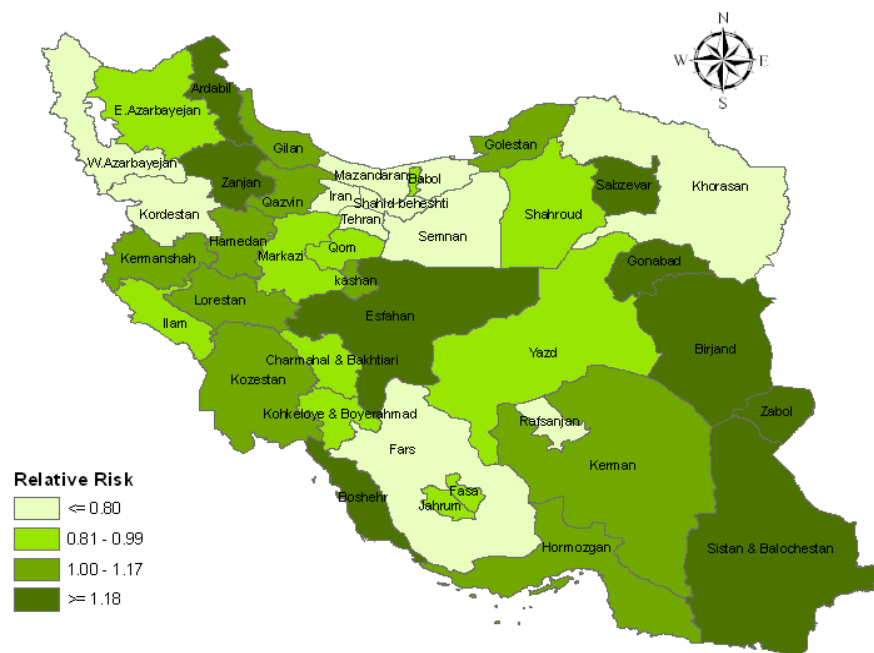 N
W E
S
Ardabil
E.Azarbayejan
Gilan
Golestan
W.Azarbayejan
Mazandaran
Babol
Zanjan
Sabzevar
Khorasan
Qazvin
Iran
Shahid beheshti
Kordestan
Tehran
Shahroud
Semnan
Hamedan
Qom
Markazi
Kermanshah
Gonabad
kashan
Lorestan
Esfahan
Ilam
Birjand
Yazd
Charmahal & Bakhtiari
Kozestan
Kohkeloye & Boyerahmad
Zabol
Rafsanjan
Fars
Kerman
Relative Risk
Fasa
Boshehr
Jahrum
<= 0.80
0.81 - 0.99
Hormozgan
Sistan & Balochestan
1.00 - 1.17
>= 1.18